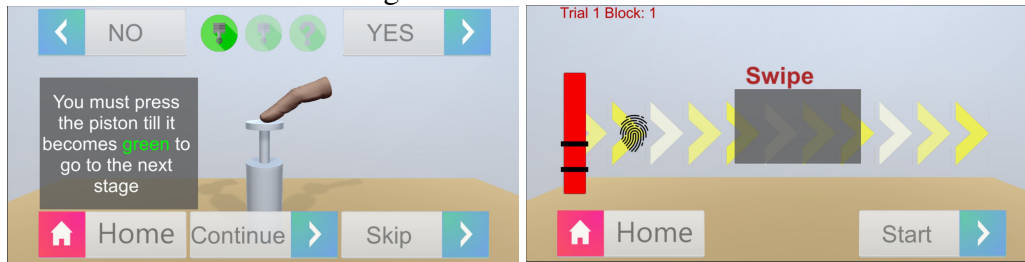 NO
YES
You must press
the piston till it
becomes green to
go to the next
stage
Home
Continue
Skip
Trial 1 Block: 1
Swipe
Home
Start